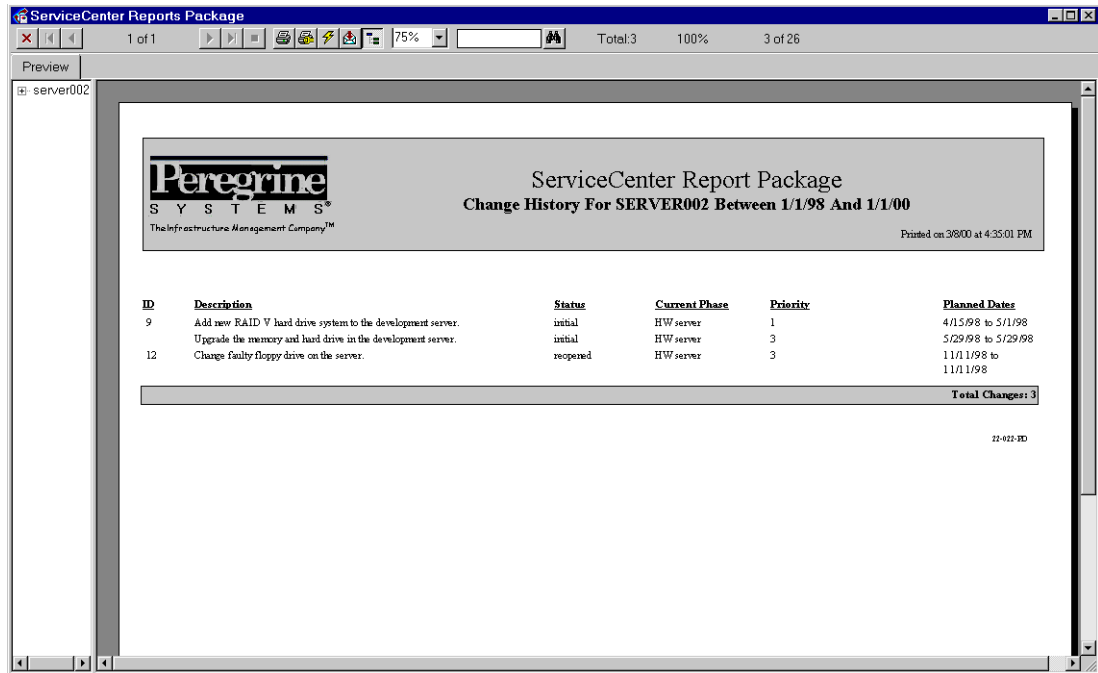 ServiceCenter Reports Package
1 of 1 75% Total:3 100% 3 of 26
Preview
server002
Peregrine
SYSTEMS®
The Infrastructure Management Company™
ServiceCenter Report Package
Change History For SERVER002 Between 1/1/98 And 1/1/00
Printed on 3/8/00 at 4:35:01 PM
ID Description Status Current Phase Priority Planned Dates
9 Add new RAID V hard drive system to the development server. initial HW server 1 4/15/98 to 5/1/98
Upgrade the memory and hard drive in the development server. initial HW server 3 5/29/98 to 5/29/98
12 Change faulty floppy drive on the server. reopened HW server 3 11/11/98 to
11/11/98
Total Changes: 3
22-022-PD